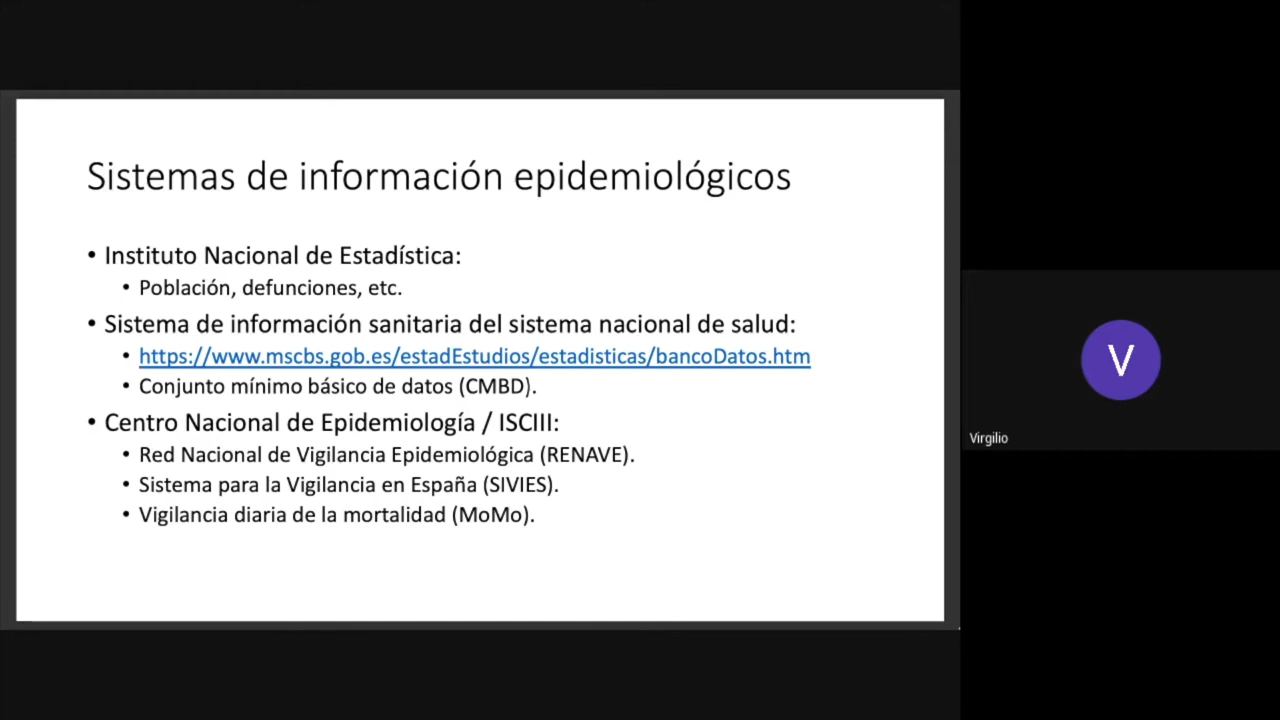 Sistemas de información epidemiológicos
• Instituto Nacional de Estadística:
• Población, defunciones, etc.
• Sistema de información sanitaria del sistema nacional de salud:
• https://www.mscbs.gob.es/estadEstudios/estadisticas/bancoDatos.htm
• Conjunto mínimo básico de datos (CMBD).
• Centro Nacional de Epidemiología / ISCIII:
• Red Nacional de Vigilancia Epidemiológica (RENAVE).
• Sistema para la Vigilancia en España (SIVIES).
• Vigilancia diaria de la mortalidad (MoMo).
V
Virgilio